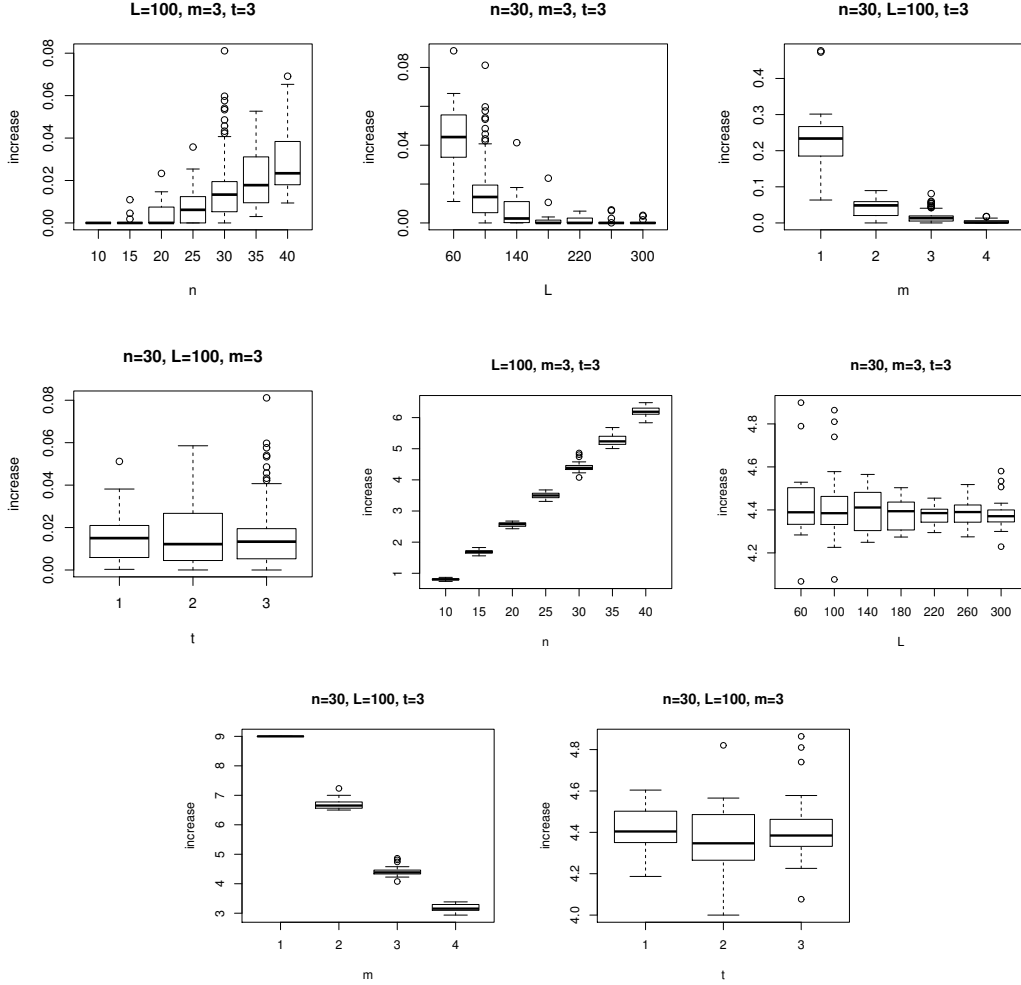 L=100, m=3, t=3
increase
0.00 0.02 0.04 0.06 0.08
10 15 20 25 30 35 40
n
n=30, m=3, t=3
increase
0.00 0.04 0.08
60 140 220 300
L
n=30, L=100, t=3
increase
0.0 0.1 0.2 0.3 0.4
1 2 3 4
m
n=30, L=100, m=3
increase
0.00 0.02 0.04 0.06 0.08
1 2 3
t
L=100, m=3, t=3
increase
1 2 3 4 5 6
10 15 20 25 30 35 40
n
n=30, m=3, t=3
increase
4.2 4.4 4.6 4.8
60 100 140 180 220 260 300
L
n=30, L=100, t=3
increase
3 4 5 6 7 8 9
1 2 3 4
m
n=30, L=100, m=3
increase
4.0 4.2 4.4 4.6 4.8
1 2 3
t